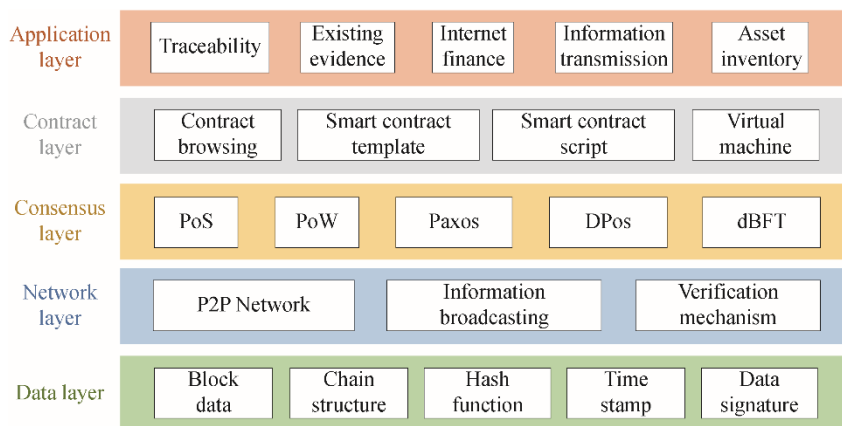 Application
layer
Traceability
Existing
evidence
Internet
finance
Information
transmission
Asset
inventory
Contract
layer
Contract
browsing
Smart contract
template
Smart contract
script
Virtual
machine
Consensus
layer
PoS
PoW
Paxos
DPos
dBFT
Network
layer
P2P Network
Information
broadcasting
Verification
mechanism
Data layer
Block
data
Chain
structure
Hash
function
Time
stamp
Data
signature